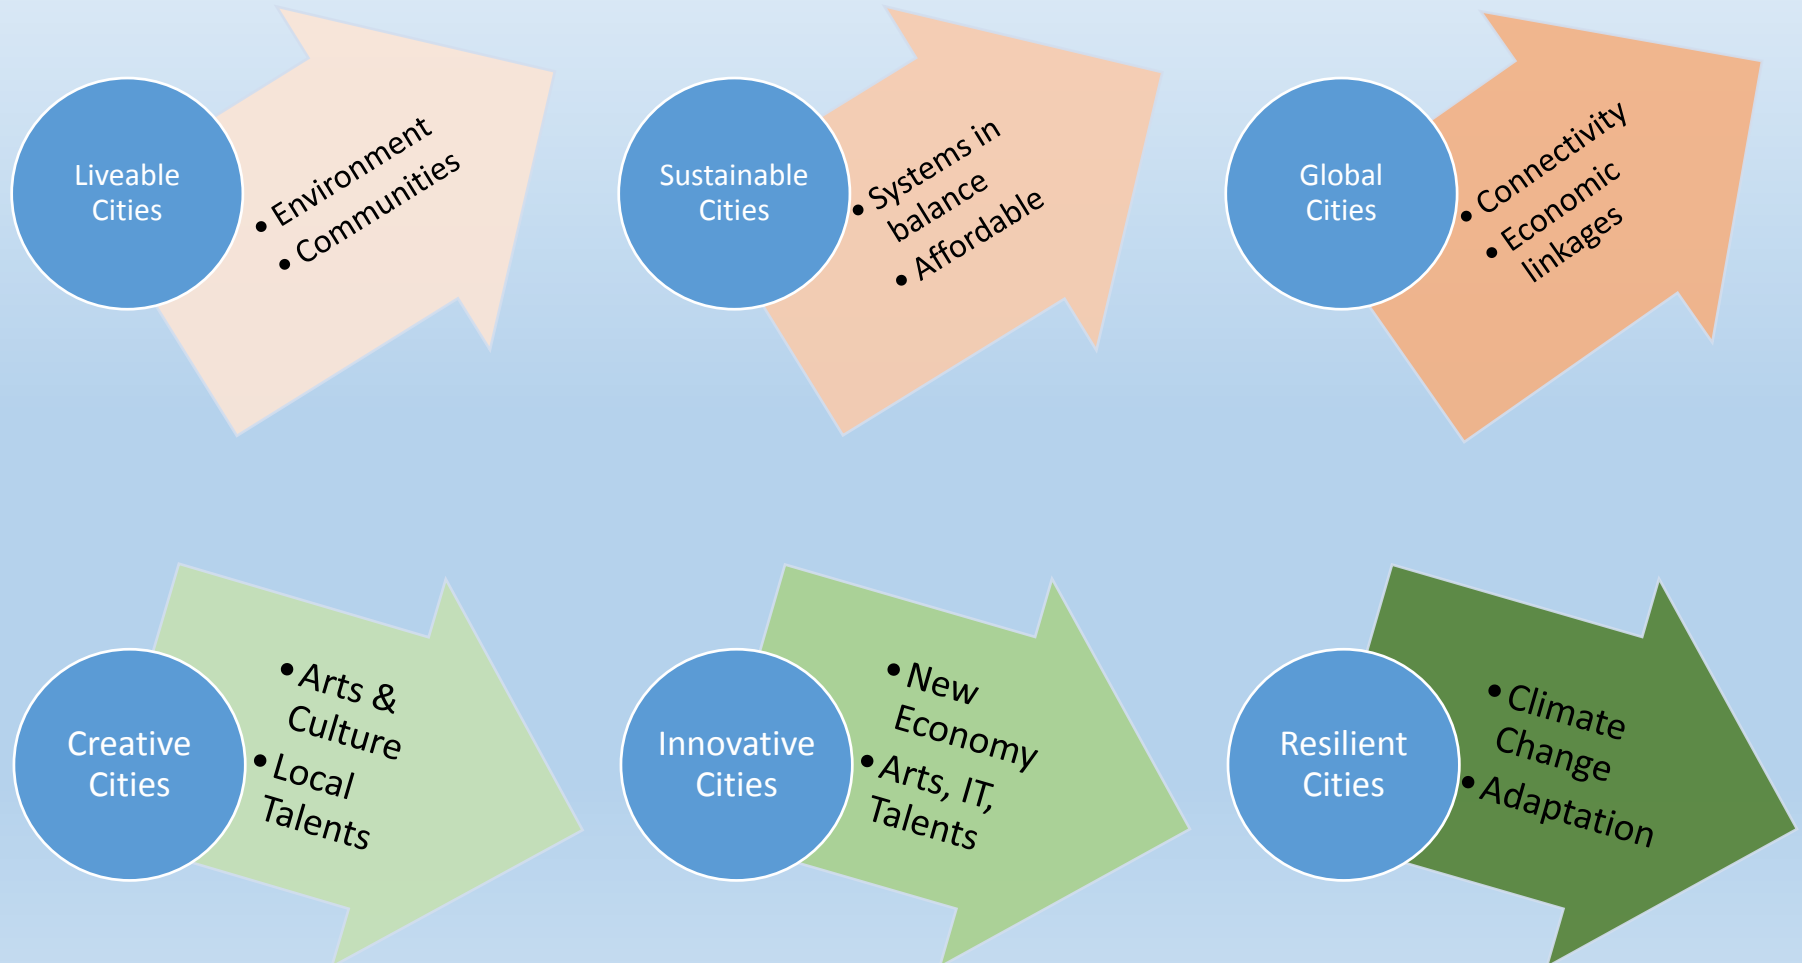 Liveable
Cities
• Environment
• Communities
Sustainable
Cities
• Systems in
balance
• Affordable
Global
Cities
• Connectivity
• Economic
linkages
Creative
Cities
• Arts &
Culture
• Local
Talents
Innovative
Cities
• New
Economy
• Arts, IT,
Talents
Resilient
Cities
• Climate
Change
• Adaptation